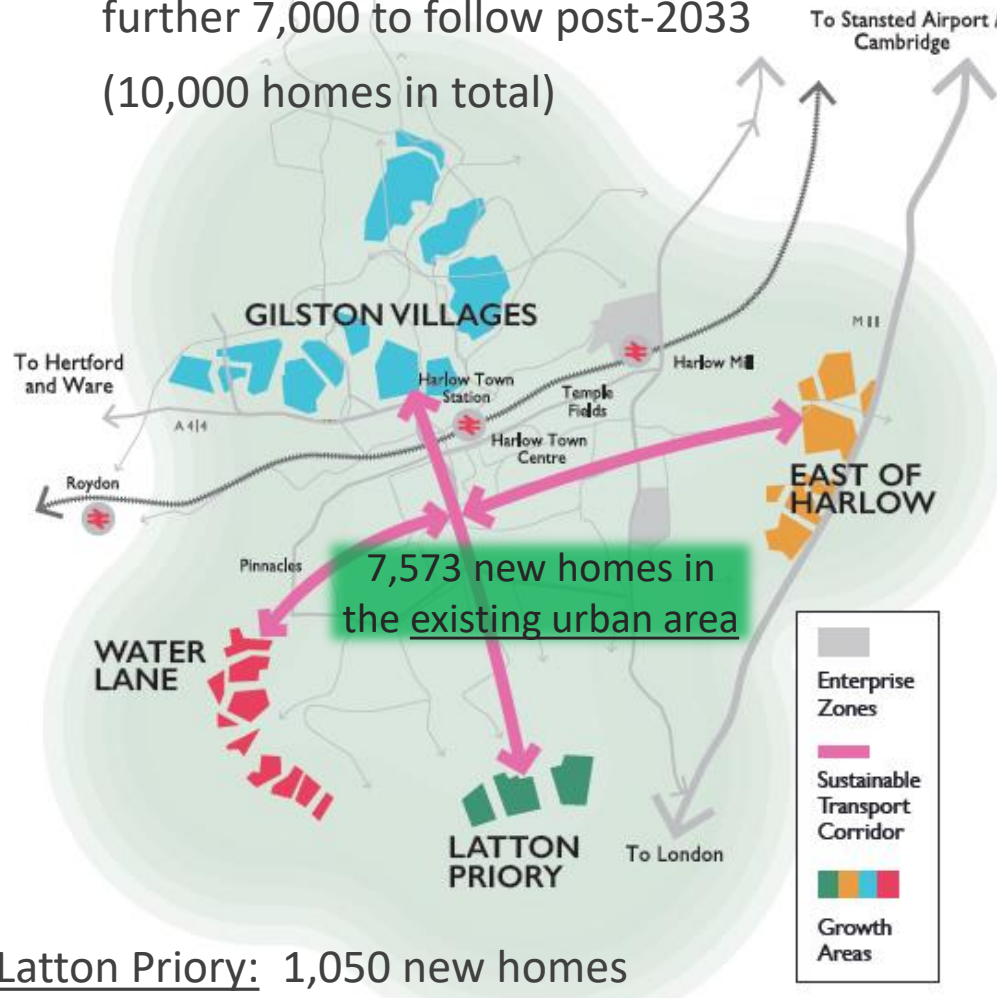 further 7,000 to follow post-2033
(10,000 homes in total)
To Stansted Airport
Cambridge
GILSTON VILLAGES
M11
To Hertford
and Ware
Harlow Mill
Harlow Town
Station
Temple
Fields
A414
Harlow Town
Centre
Roydon
EAST OF
HARLOW
Pinnacles
7,573 new homes in
the existing urban area
WATER
LANE
Enterprise
Zones
Sustainable
Transport
Corridor
LATTON
PRIORY
To London
Growth
Areas
Latton Priory: 1,050 new homes